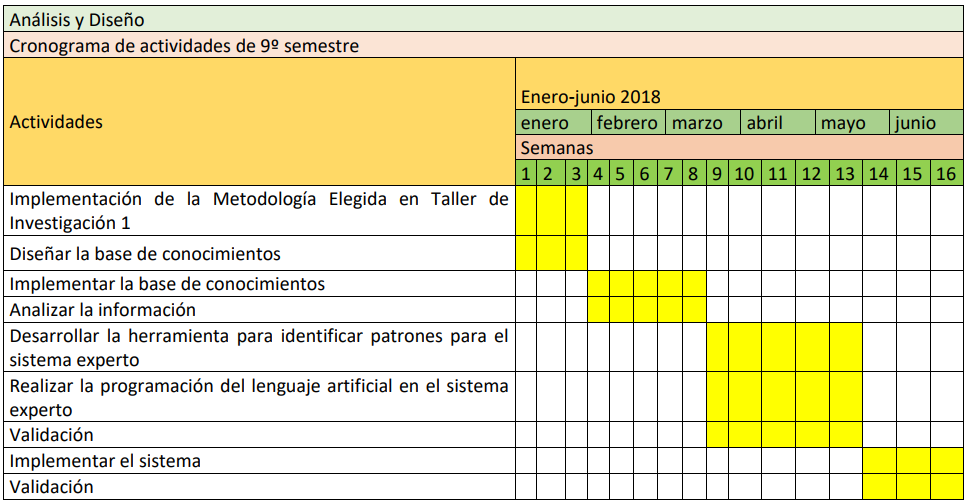 Análisis y Diseño
Cronograma de actividades de 9º semestre
Actividades
Enero-junio 2018
enero febrero marzo abril mayo junio
Semanas
1 2 3 4 5 6 7 8 9 10 11 12 13 14 15 16
Implementación de la Metodología Elegida en Taller de
Investigación 1
Diseñar la base de conocimientos
Implementar la base de conocimientos
Analizar la información
Desarrollar la herramienta para identificar patrones para el
sistema experto
Realizar la programación del lenguaje artificial en el sistema
experto
Validación
Implementar el sistema
Validación